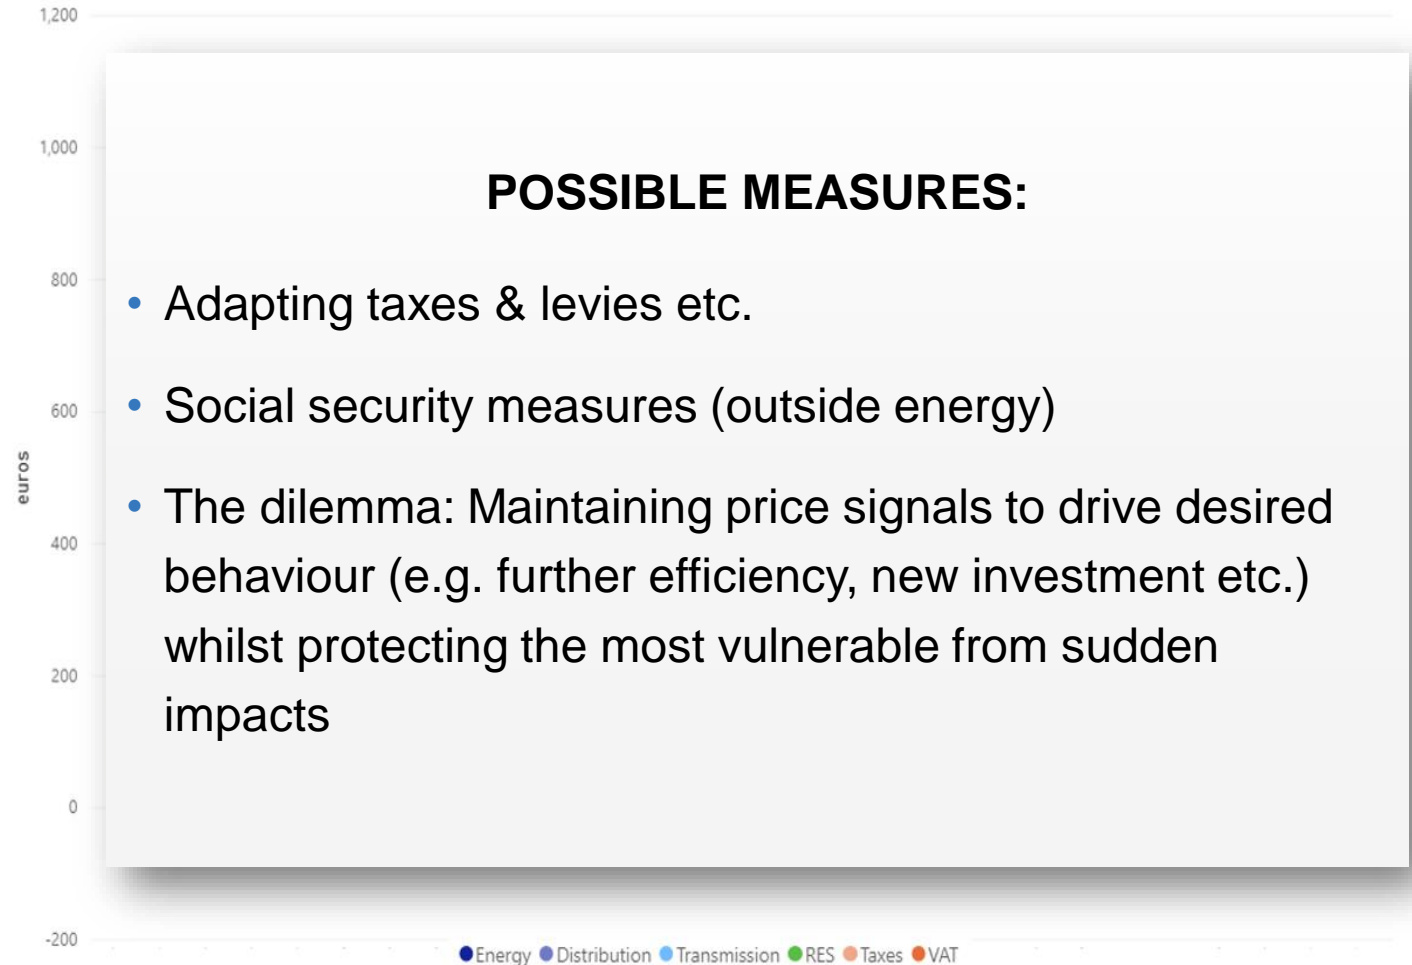 1,200
POSSIBLE MEASURES:
1,000
• Adapting taxes & levies etc.
800
• Social security measures (outside energy)
600
euros
• The dilemma: Maintaining price signals to drive desired
behaviour (e.g. further efficiency, new investment etc.)
400
whilst protecting the most vulnerable from sudden
200
impacts
0
-200
Energy Distribution Transmission RES Taxes VAT